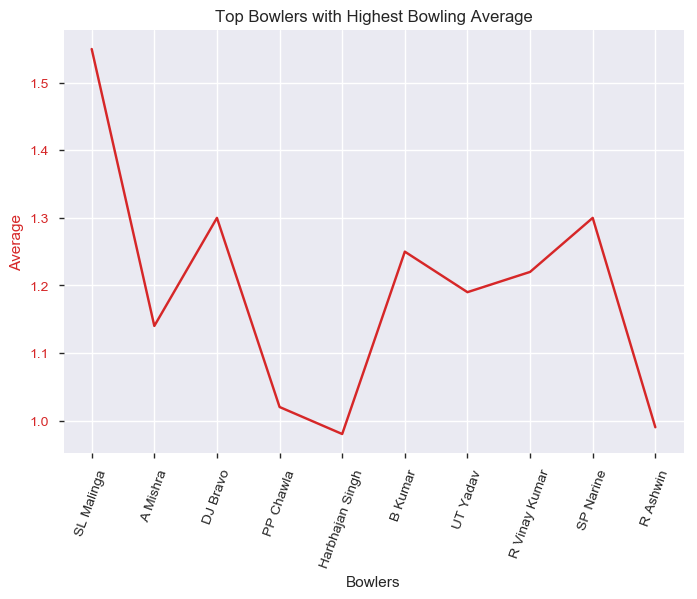 Top Bowlers with Highest Bowling Average
Average
1.5
1.4
1.3
1.2
1.1
1.0
SL Malinga
A Mishra
DJ Bravo
PP Chawla
Harbhajan Singh
B Kumar
UT Yadav
R Vinay Kumar
SP Narine
R Ashwin
Bowlers